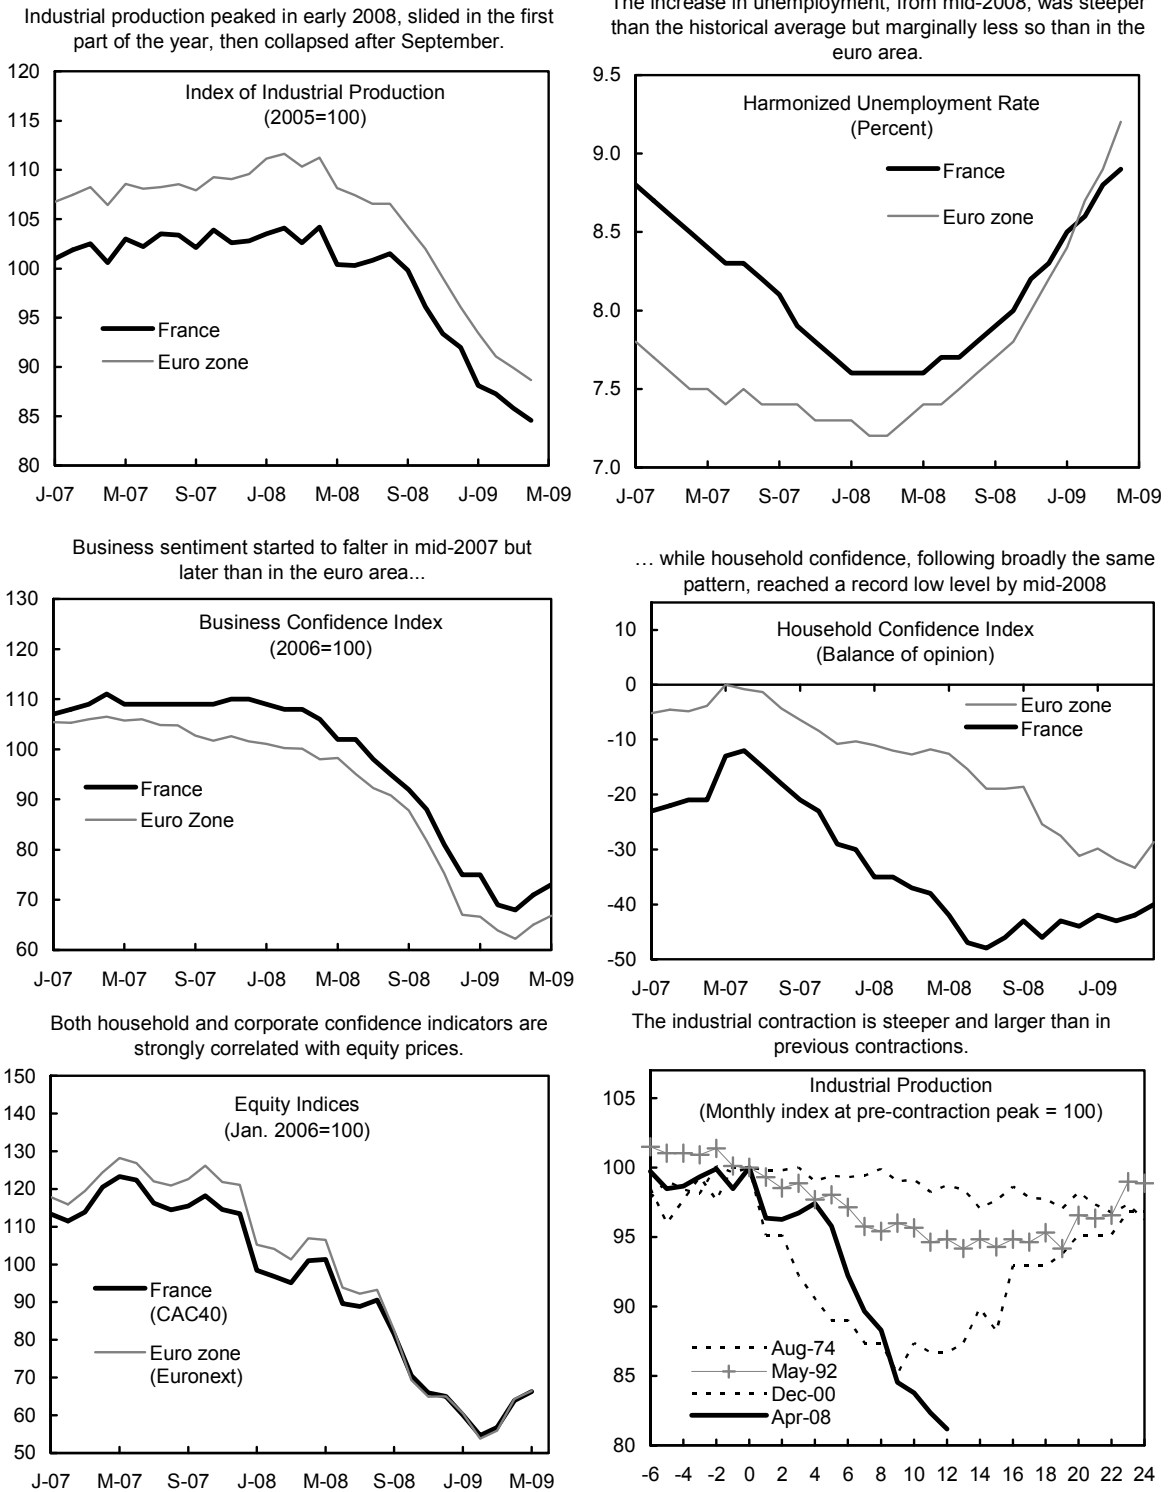 Industrial production peaked in early 2008, slided in the first
part of the year, then collapsed after September.
120
115
110
105
100
95
90
85
80
Index of Industrial Production
(2005=100)
France
Euro zone
J-07 M-07 S-07 J-08 M-08 S-08 J-09 M-09
The increase in unemployment, from mid-2008, was steeper
than the historical average but marginally less so than in the
euro area.
9.5
9.0
8.5
8.0
7.5
7.0
Harmonized Unemployment Rate
(Percent)
France
Euro zone
J-07 M-07 S-07 J-08 M-08 S-08 J-09 M-09
Business sentiment started to falter in mid-2007 but
later than in the euro area...
130
120
110
100
90
80
70
60
Business Confidence Index
(2006=100)
France
Euro Zone
J-07 M-07 S-07 J-08 M-08 S-08 J-09 M-09
… while household confidence, following broadly the same
pattern, reached a record low level by mid-2008
10
0
-10
-20
-30
-40
-50
Household Confidence Index
(Balance of opinion)
Euro zone
France
J-07 M-07 S-07 J-08 M-08 S-08 J-09
Both household and corporate confidence indicators are
strongly correlated with equity prices.
150
140
130
120
110
100
90
80
70
60
50
Equity Indices
(Jan. 2006=100)
France
(CAC40)
Euro zone
(Euronext)
J-07 M-07 S-07 J-08 M-08 S-08 J-09 M-09
The industrial contraction is steeper and larger than in
previous contractions.
105
100
95
90
85
80
Industrial Production
(Monthly index at pre-contraction peak = 100)
Aug-74
May-92
Dec-00
Apr-08
-6 -4 -2 0 2 4 6 8 10 12 14 16 18 20 22 24